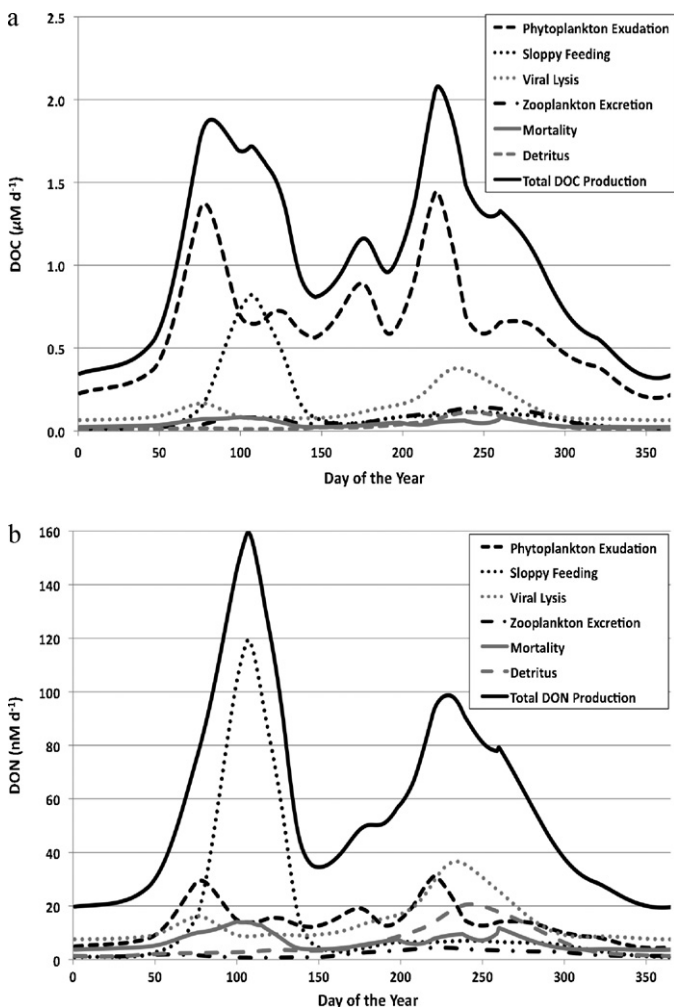 a
2.5
2.0
1.5
1.0
0.5
0.0
DOC (µM d-1)
Phytoplankton Exudation
Sloppy Feeding
Viral Lysis
Zooplankton Excretion
Mortality
Detritus
Total DOC Production
0 50 100 150 200 250 300 350
Day of the Year
b
160
140
120
100
80
60
40
20
0
DON (nM d-1)
Phytoplankton Exudation
Sloppy Feeding
Viral Lysis
Zooplankton Excretion
Mortality
Detritus
Total DON Production
0 50 100 150 200 250 300 350
Day of the Year